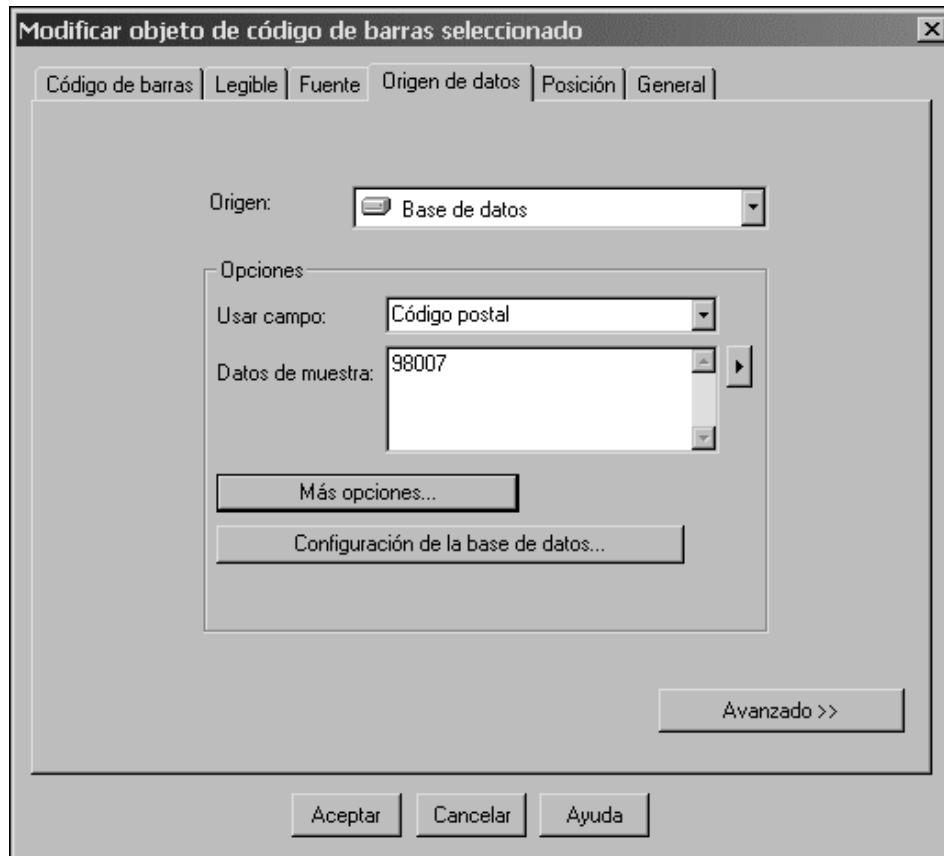 Modificar objeto de código de barras seleccionado
Código de barras Legible Fuente Origen de datos Posición General
Origen: Base de datos
Opciones
Usar campo: Código postal
Datos de muestra: 98007
Más opciones...
Configuración de la base de datos...
Avanzado >>
Aceptar Cancelar Ayuda